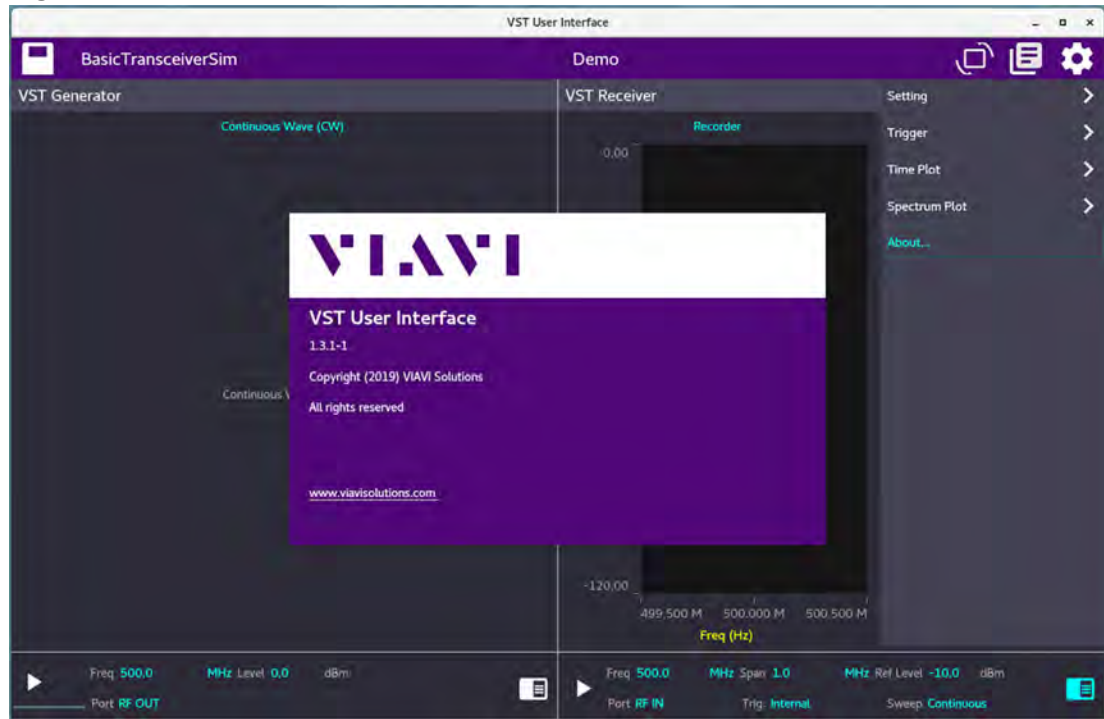 VST User Interface
BasicTransceiverSim
Demo
VST Generator
VST Receiver
Setting
Continuous Wave (CW)
Recorder
Trigger
0.00
Time Plot
Spectrum Plot
About...
VIAVI
VST User Interface
1.3.1-1
Copyright (2019) VIAVI Solutions
Continuous
All rights reserved
www.viavisolutions.com
-120.00
499.500 M 500.000 M 500.500 M
Freq (Hz)
Freq 500.0 MHz Level 0.0 dBm
Port RF OUT
Freq 500.0 MHz Span 1.0 MHz Ref Level -10.0 dBm
Port RF IN Trig: Internal Sweep Continuous